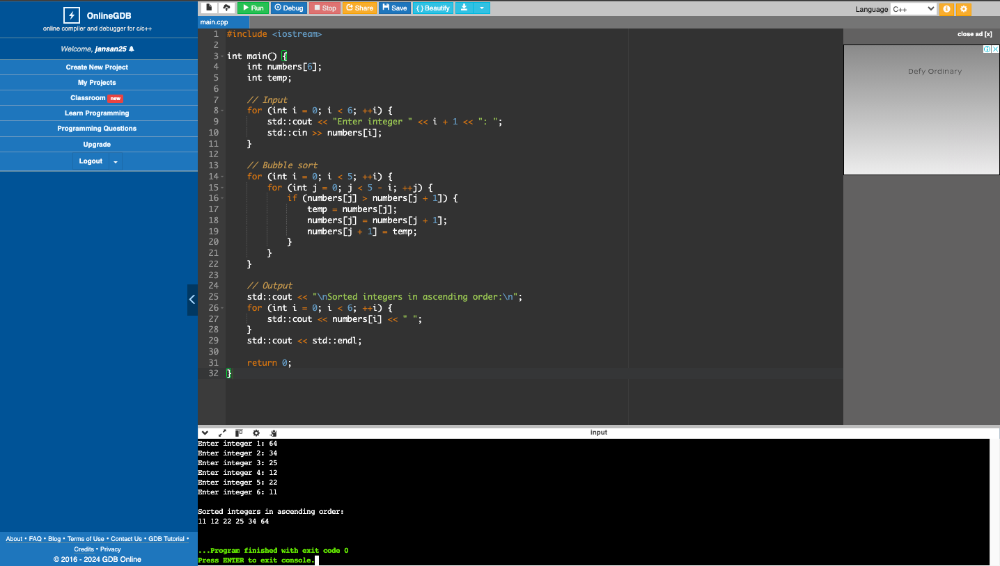 OnlineGDB
online compiler and debugger for c/c++
Welcome, jansan25
Create New Project
My Projects
Classroom new
Learn Programming
Programming Questions
Upgrade
Logout
About • FAQ • Blog • Terms of Use • Contact Us • GDB Tutorial •
Credits • Privacy
© 2016 - 2024 GDB Online
Run Debug Stop Share Save { } Beautify
Language C++
main.cpp
1 #include <iostream>
2
3 int main() {
4     int numbers[6];
5     int temp;
6
7     // Input
8     for (int i = 0; i < 6; ++i) {
9         std::cout << "Enter integer " << i + 1 << ": ";
10         std::cin >> numbers[i];
11     }
12
13     // Bubble sort
14     for (int i = 0; i < 5; ++i) {
15         for (int j = 0; j < 5 - i; ++j) {
16             if (numbers[j] > numbers[j + 1]) {
17                 temp = numbers[j];
18                 numbers[j] = numbers[j + 1];
19                 numbers[j + 1] = temp;
20             }
21         }
22     }
23
24     // Output
25     std::cout << "\nSorted integers in ascending order:\n";
26     for (int i = 0; i < 6; ++i) {
27         std::cout << numbers[i] << " ";
28     }
29     std::cout << std::endl;
30
31     return 0;
32 }
close ad [x]
Defy Ordinary
input
Enter integer 1: 64
Enter integer 2: 34
Enter integer 3: 25
Enter integer 4: 12
Enter integer 5: 22
Enter integer 6: 11

Sorted integers in ascending order:
11 12 22 25 34 64

...Program finished with exit code 0
Press ENTER to exit console.